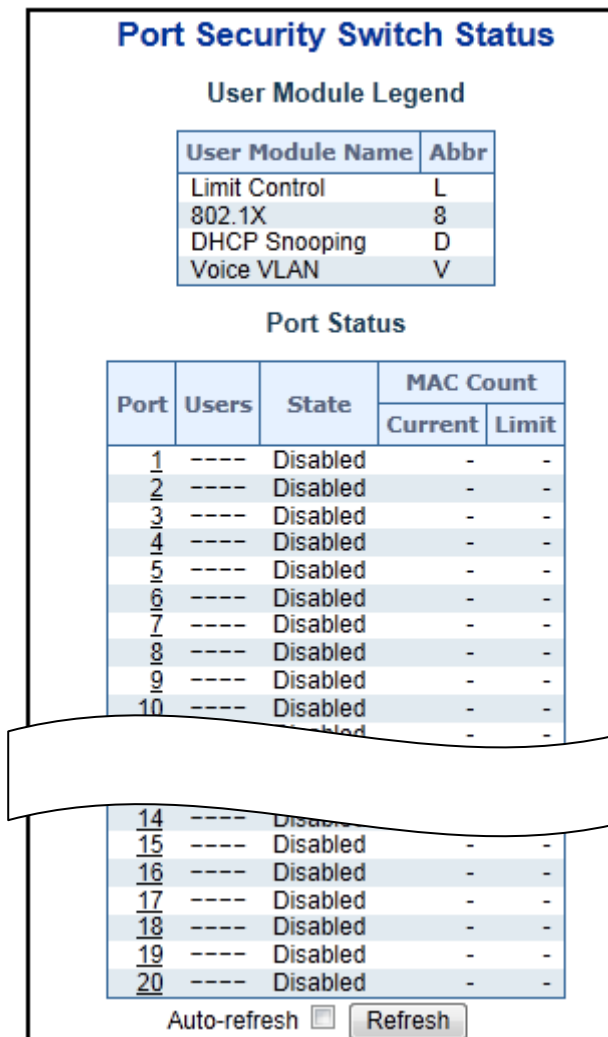 Port Security Switch Status
User Module Legend
User Module Name Abbr
Limit Control L
802.1X 8
DHCP Snooping D
Voice VLAN V
Port Status
Port Users State MAC Count
Current Limit
1 ---- Disabled - -
2 ---- Disabled - -
3 ---- Disabled - -
4 ---- Disabled - -
5 ---- Disabled - -
6 ---- Disabled - -
7 ---- Disabled - -
8 ---- Disabled - -
9 ---- Disabled - -
10 ---- Disabled - -
- -
14 ---- Disabled
15 ---- Disabled - -
16 ---- Disabled - -
17 ---- Disabled - -
18 ---- Disabled - -
19 ---- Disabled - -
20 ---- Disabled - -
Auto-refresh Refresh